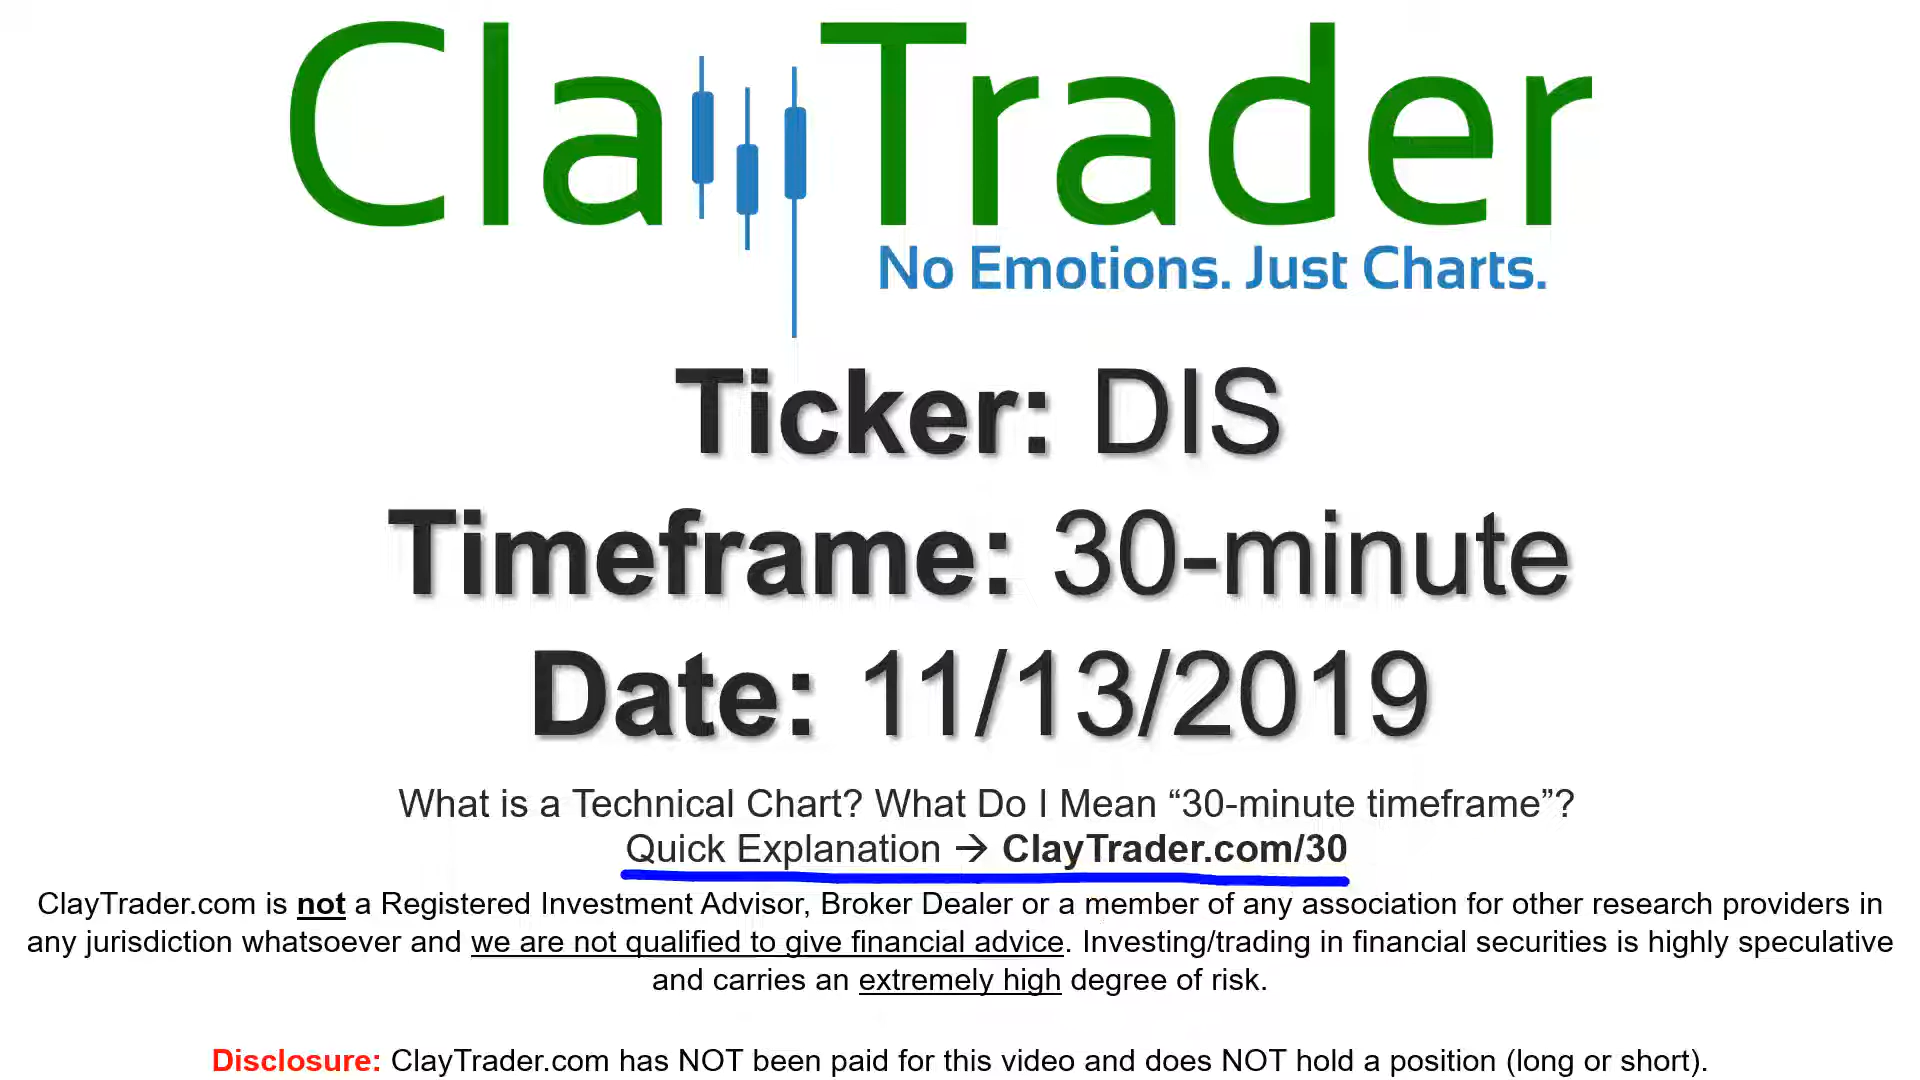 ClayTrader
No Emotions. Just Charts.
Ticker: DIS
Timeframe: 30-minute
Date: 11/13/2019
What is a Technical Chart? What Do I Mean “30-minute timeframe”?
Quick Explanation → ClayTrader.com/30
ClayTrader.com is not a Registered Investment Advisor, Broker Dealer or a member of any association for other research providers in
any jurisdiction whatsoever and we are not qualified to give financial advice. Investing/trading in financial securities is highly speculative
and carries an extremely high degree of risk.
Disclosure: ClayTrader.com has NOT been paid for this video and does NOT hold a position (long or short).